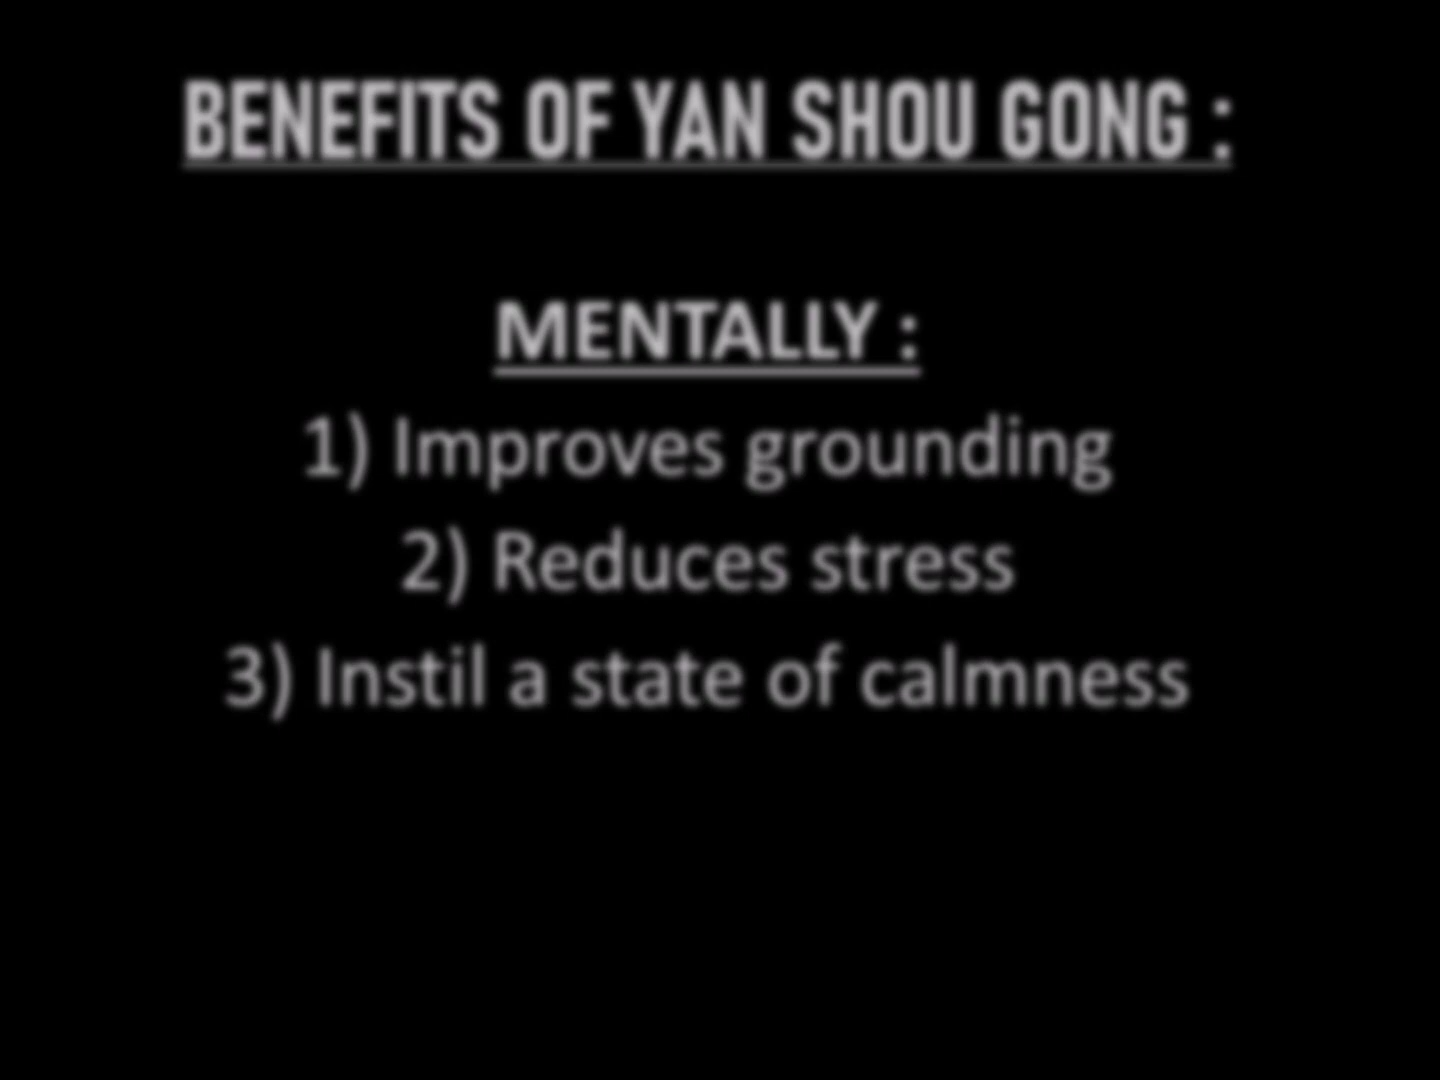 BENEFITS OF YAN SHOU GONG :
MENTALLY :
1) Improves grounding
2) Reduces stress
3) Instil a state of calmness